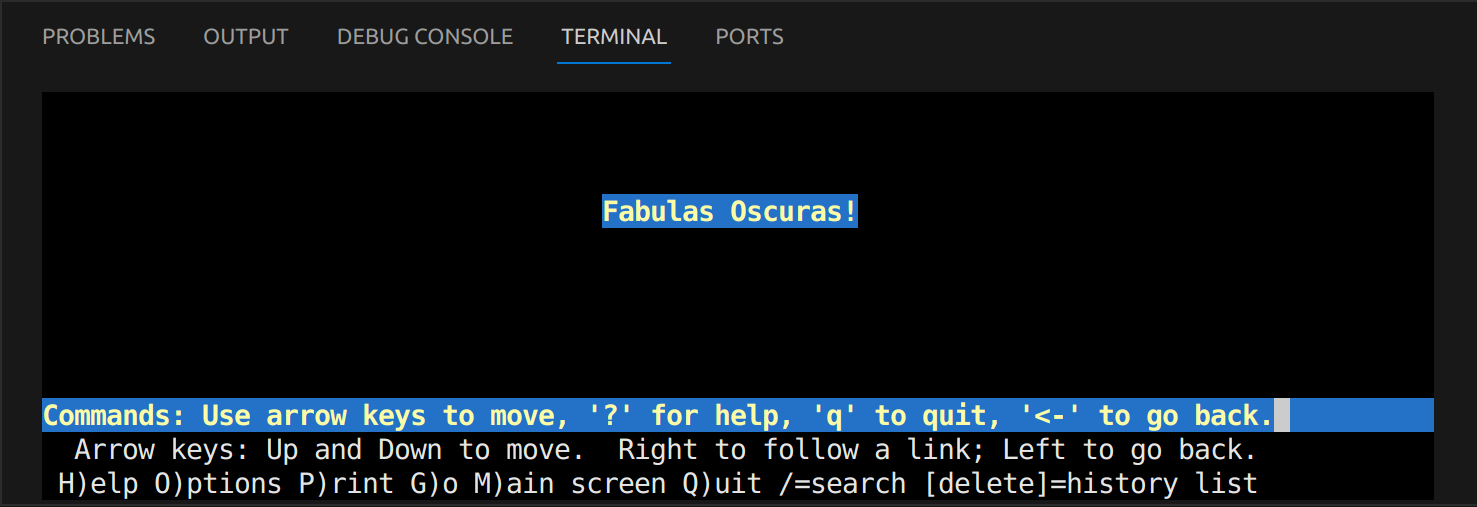 PROBLEMS OUTPUT DEBUG CONSOLE TERMINAL PORTS
Fabulas Oscuras!
Commands: Use arrow keys to move, '?' for help, 'q' to quit, '<-' to go back.
Arrow keys: Up and Down to move.  Right to follow a link; Left to go back.
H)elp O)ptions P)rint G)o M)ain screen Q)uit /=search [delete]=history list